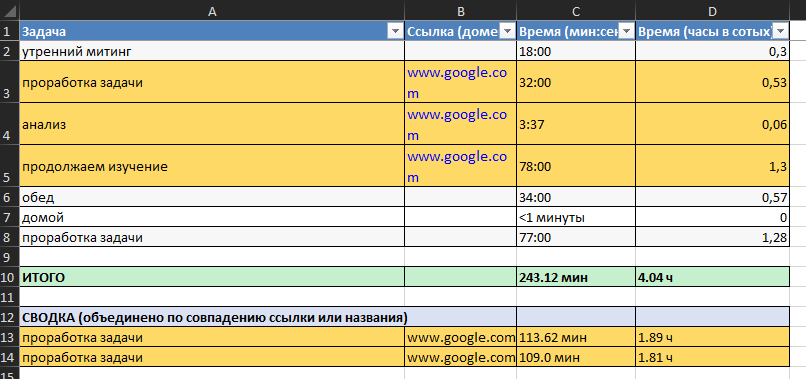 A B C D
1 Задача Ссылка (доме Время (мин:сек Время (часы в сотых)
2 утренний митинг 18:00 0,3
3 проработка задачи www.google.co
m 32:00 0,53
4 анализ www.google.co
m 3:37 0,06
5 продолжаем изучение www.google.co
m 78:00 1,3
6 обед 34:00 0,57
7 домой <1 минуты 0
8 проработка задачи 77:00 1,28
9
10 ИТОГО 243.12 мин 4.04 ч
11
12 СВОДКА (объединено по совпадению ссылки или названия)
13 проработка задачи www.google.com 113.62 мин 1.89 ч
14 проработка задачи www.google.com 109.0 мин 1.81 ч
15